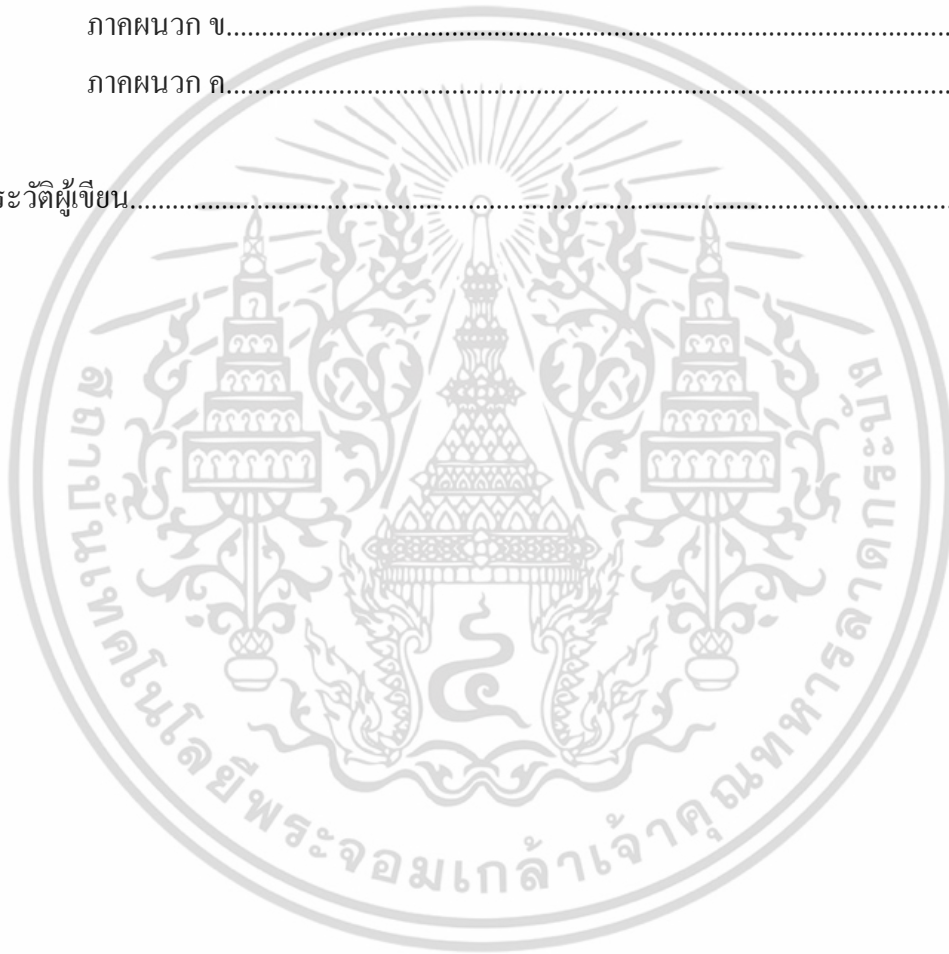 ภาคผนวก ข....................................................................................................
ภาคผนวก ค....................................................................................................
ระวัติผู้เขียน....................................................................................................
สถาบันเทคโนโลยีพระจอมเกล้าเจ้าคุณทหารลาดกระบัง
๔